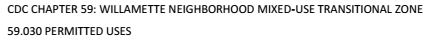 CDC CHAPTER 59: WILLAMETTE NEIGHBORHOOD MIXED-USE TRANSITIONAL ZONE
59.030 PERMITTED USES